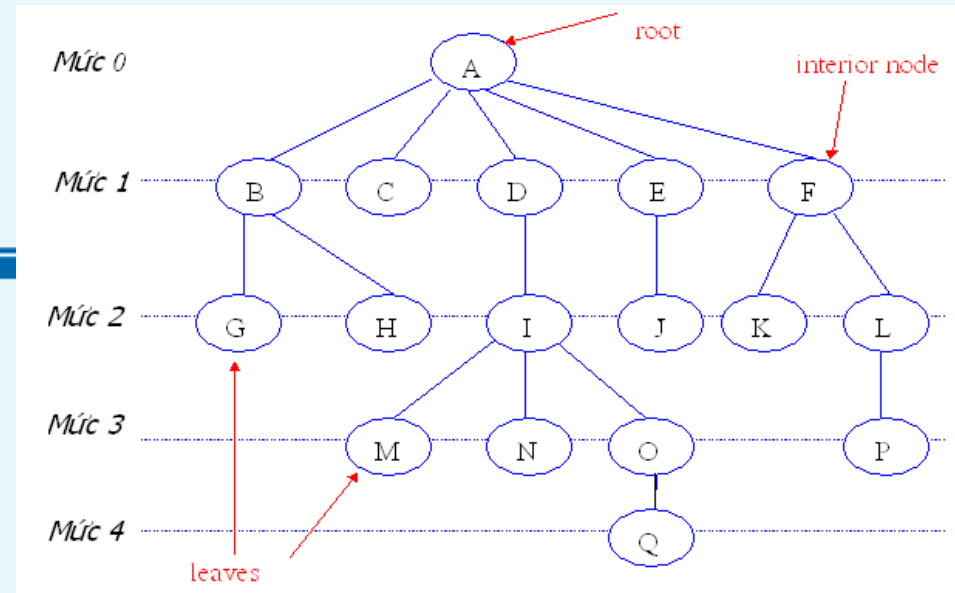 root
Mức 0
A
interior node
Mức 1
B C D E F
Mức 2
G H I J K L
Mức 3
M N O P
Mức 4
Q
leaves